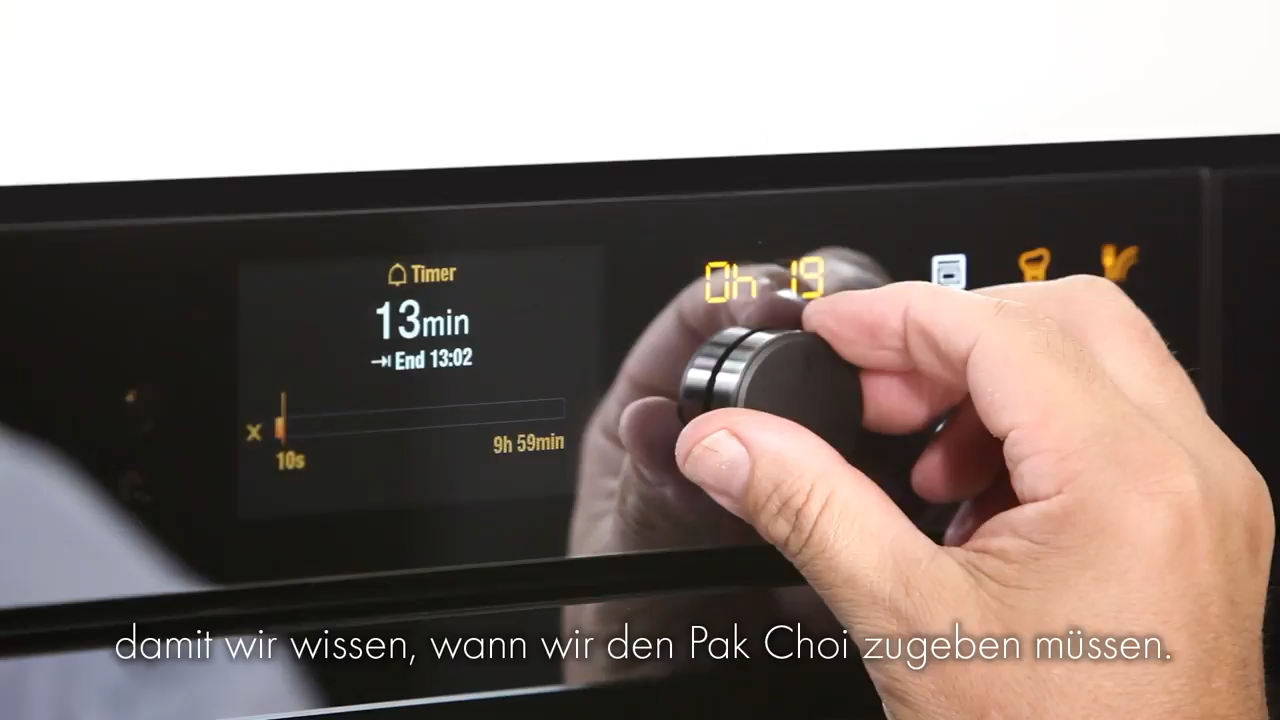 Timer
0h 19
13min
End 13:02
x
10s
9h 59min
damit wir wissen, wann wir den Pak Choi zugeben müssen.